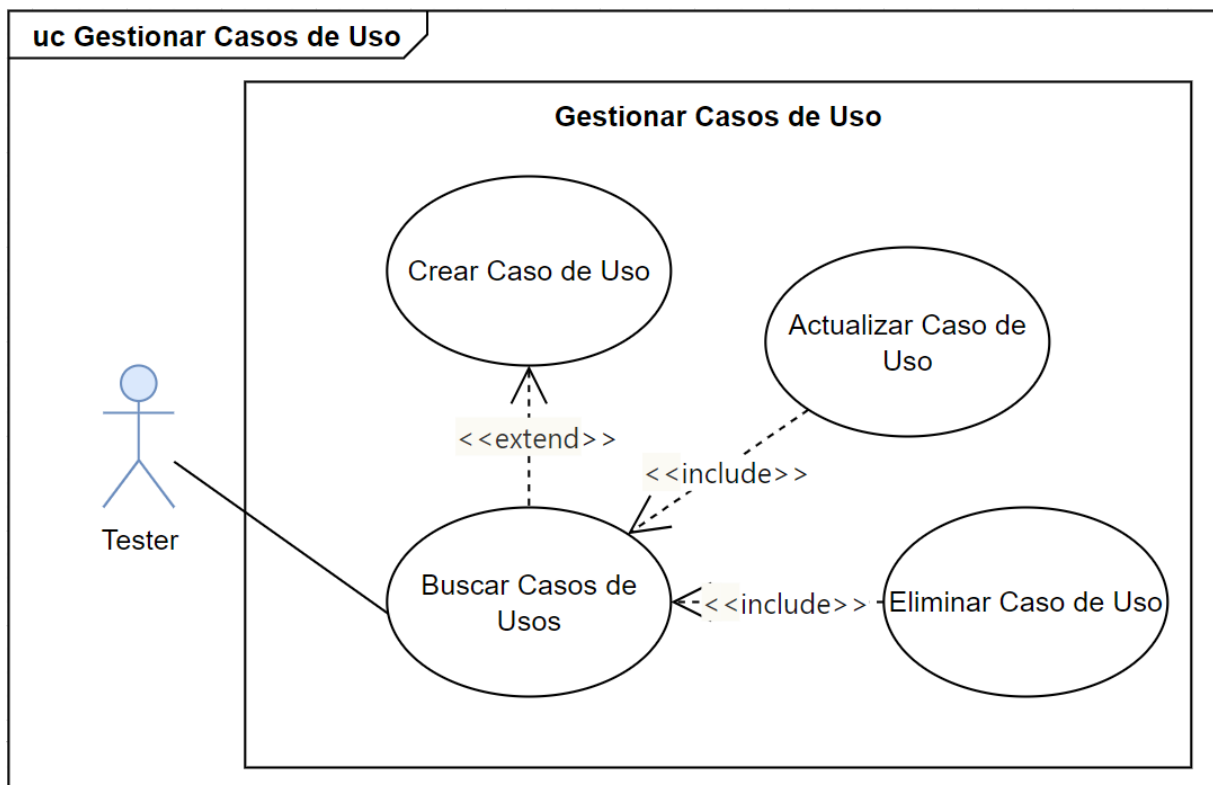 uc Gestionar Casos de Uso
Gestionar Casos de Uso
Crear Caso de Uso
Actualizar Caso de
Uso
<<extend>>
<<include>>
Tester
Buscar Casos de
Usos
<<include>>
Eliminar Caso de Uso